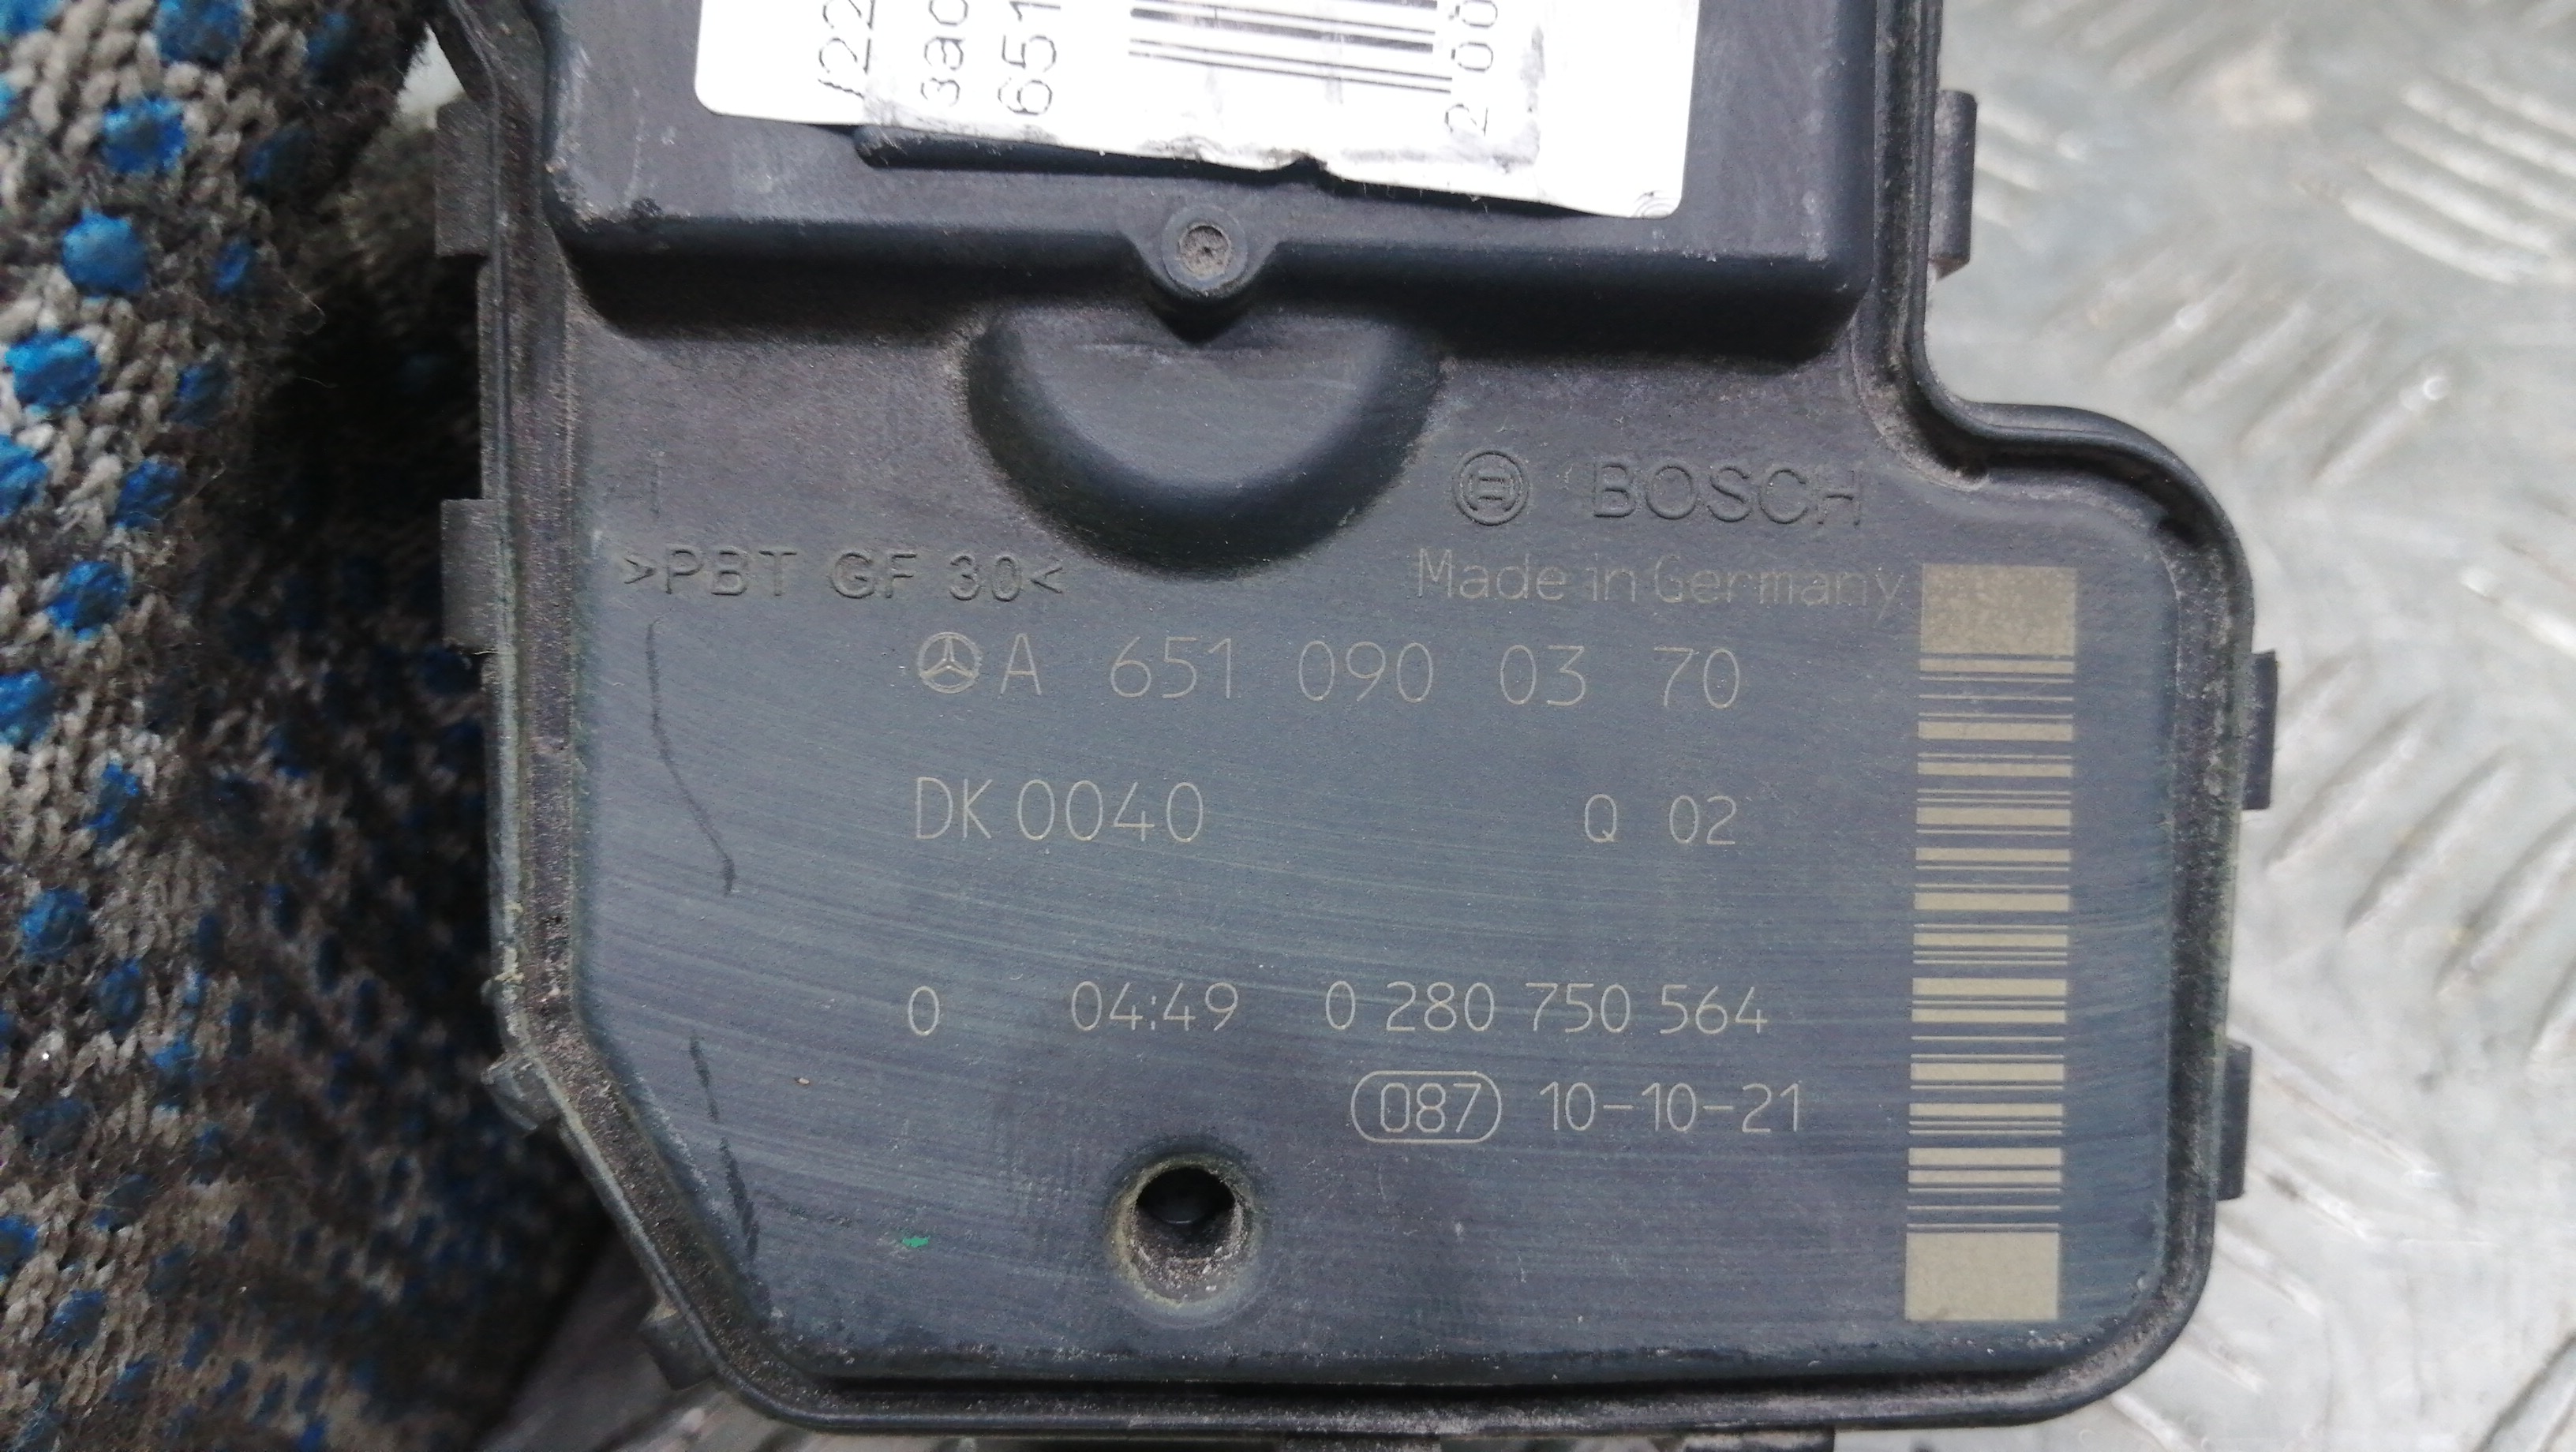 BOSCH
>PBT GF 30<
Made in Germany
A 651 090 03 70
DK 0040 Q 02
0 04:49 0 280 750 564
087 10-10-21